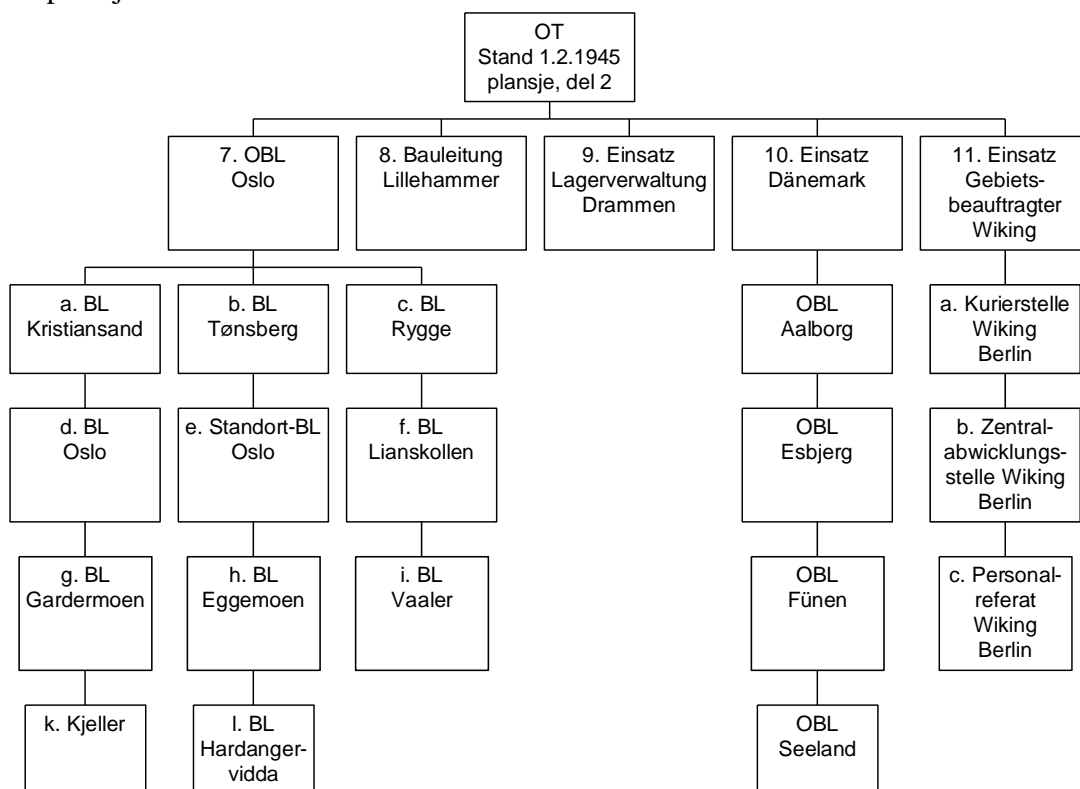 OT
Stand 1.2.1945
plansje, del 2
7. OBL
Oslo
8. Bauleitung
Lillehammer
9. Einsatz
Lagerverwaltung
Drammen
10. Einsatz
Dänemark
11. Einsatz
Gebiets-
beauftragter
Wiking
a. BL
Kristiansand
b. BL
Tønsberg
c. BL
Rygge
OBL
Aalborg
a. Kurierstelle
Wiking
Berlin
d. BL
Oslo
e. Standort-BL
Oslo
f. BL
Lianskollen
OBL
Esbjerg
b. Zentral-
abwicklungs-
stelle Wiking
Berlin
g. BL
Gardermoen
h. BL
Eggemoen
i. BL
Vaaler
OBL
Fünen
c. Personal-
referat
Wiking
Berlin
k. Kjeller
l. BL
Hardanger-
vidda
OBL
Seeland